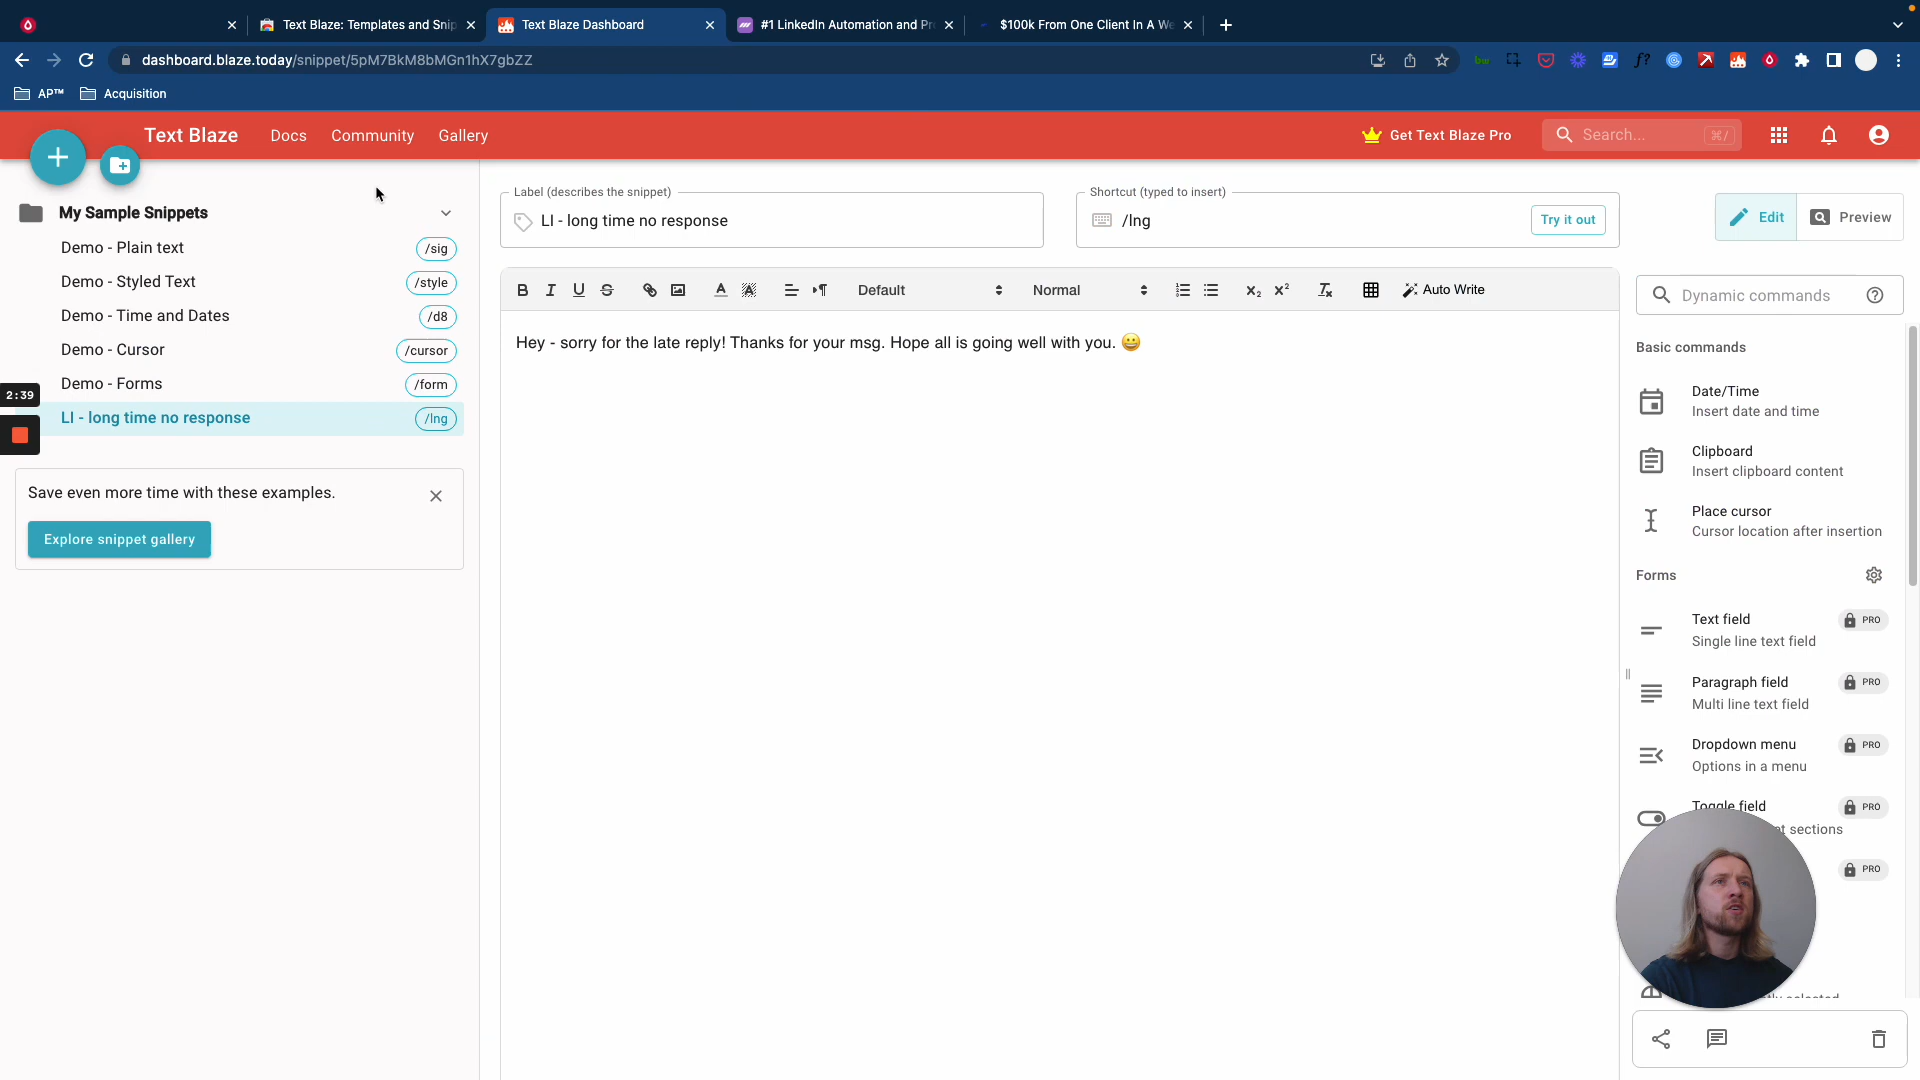 Text Blaze: Templates and Snip
Text Blaze Dashboard
#1 LinkedIn Automation and Pr
$100k From One Client In A We
dashboard.blaze.today/snippet/5pM7BkM8bMGn1hX7gbZZ
AP™
Acquisition
Text Blaze
Docs
Community
Gallery
Get Text Blaze Pro
Search...
⌘/
My Sample Snippets
Demo - Plain text
/sig
Demo - Styled Text
/style
Demo - Time and Dates
/d8
Demo - Cursor
/cursor
Demo - Forms
/form
2:39
LI - long time no response
/lng
Save even more time with these examples.
Explore snippet gallery
Label (describes the snippet)
LI - long time no response
Shortcut (typed to insert)
/lng
Try it out
Edit
Preview
Default
Normal
Auto Write
Hey - sorry for the late reply! Thanks for your msg. Hope all is going well with you. 😀
Dynamic commands
Basic commands
Date/Time
Insert date and time
Clipboard
Insert clipboard content
Place cursor
Cursor location after insertion
Forms
Text field
PRO
Single line text field
Paragraph field
PRO
Multi line text field
Dropdown menu
PRO
Options in a menu
Toggle field
PRO
sections
PRO
selected